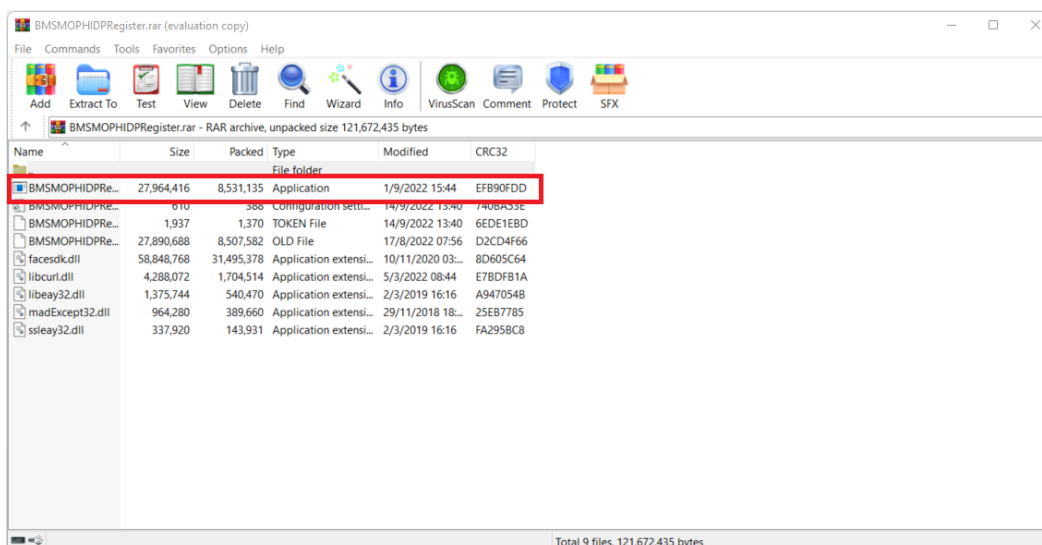 BMSMOPHIDPRegister.rar (evaluation copy)
File Commands Tools Favorites Options Help
Add Extract To Test View Delete Find Wizard Info VirusScan Comment Protect SFX
BMSMOPHIDPRegister.rar - RAR archive, unpacked size 121,672,435 bytes
Name Size Packed Type Modified CRC32
.. File folder
BMSMOPHIDPRe... 27,964,416 8,531,135 Application 1/9/2022 15:44 EFB90FDD
BMSMOPHIDPRe... 610 388 Configuration setti... 14/9/2022 13:40 740BA53E
BMSMOPHIDPRe... 1,937 1,370 TOKEN File 14/9/2022 13:40 6EDE1EBD
BMSMOPHIDPRe... 27,890,688 8,507,582 OLD File 17/8/2022 07:56 D2CD4F66
facesdk.dll 58,848,768 31,495,378 Application extensi... 10/11/2020 03:... 8D605C64
libcurl.dll 4,288,072 1,704,514 Application extensi... 5/3/2022 08:44 E7BDFB1A
libeay32.dll 1,375,744 540,470 Application extensi... 2/3/2019 16:16 A947054B
madExcept32.dll 964,280 389,660 Application extensi... 29/11/2018 18:... 25EB7785
ssleay32.dll 337,920 143,931 Application extensi... 2/3/2019 16:16 FA295BC8
Total 9 files, 121,672,435 bytes